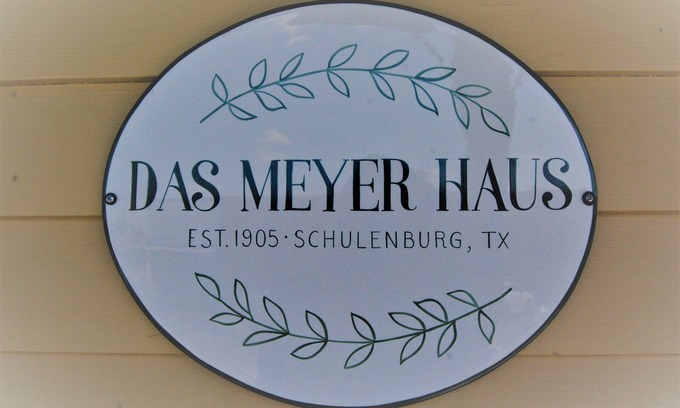 DAS MEYER HAUS
EST. 1905 · SCHULENBURG, TX